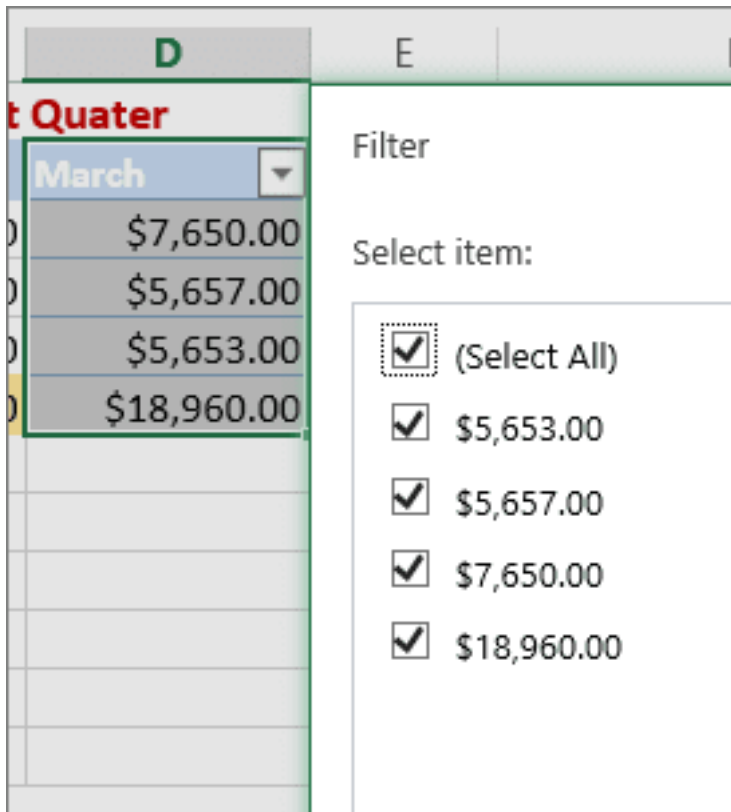 D
E
t Quater
March
$7,650.00
$5,657.00
$5,653.00
$18,960.00
Filter
Select item:
(Select All)
$5,653.00
$5,657.00
$7,650.00
$18,960.00